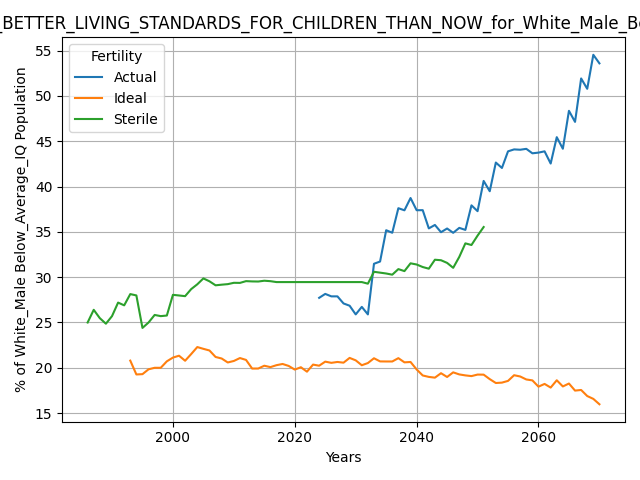 _BETTER_LIVING_STANDARDS_FOR_CHILDREN_THAN_NOW_for_White_Male_Be
% of White_Male Below_Average_IQ Population
55
50
45
40
35
30
25
20
15
Fertility
Actual
Ideal
Sterile
2000
2020
2040
2060
Years